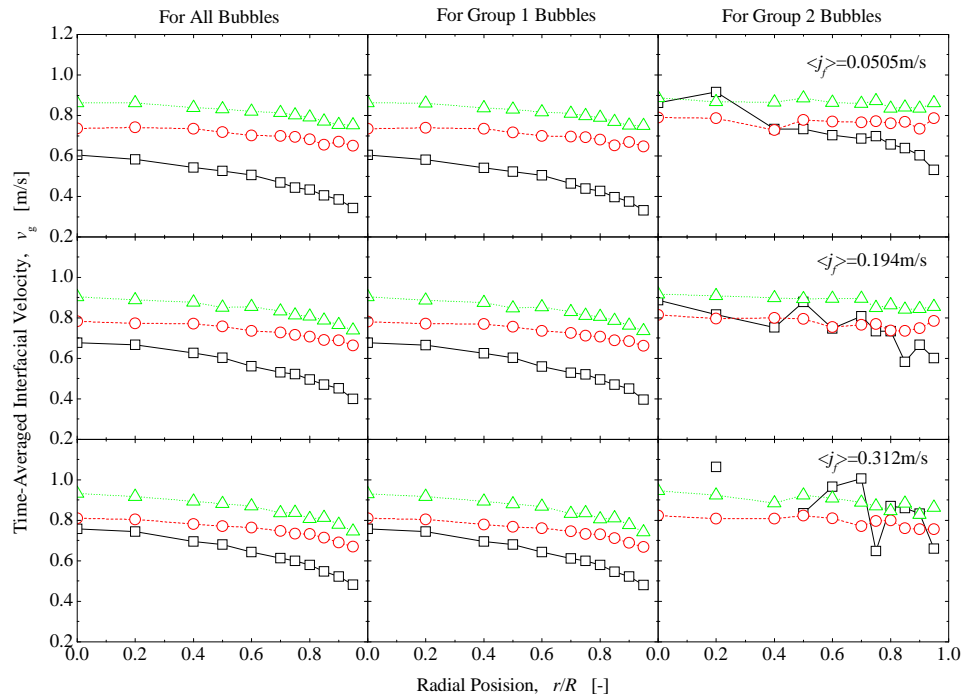 For All Bubbles For Group 1 Bubbles For Group 2 Bubbles
1.2
<j_f>=0.0505m/s
1.0
0.8
0.6
0.4
0.2
<j_f>=0.194m/s
1.0
0.8
0.6
0.4
0.2
<j_f>=0.312m/s
1.0
0.8
0.6
0.4
0.2
Time-Averaged Interfacial Velocity, v_g [m/s]
0.0 0.2 0.4 0.6 0.8 0.0 0.2 0.4 0.6 0.8 0.0 0.2 0.4 0.6 0.8 1.0
Radial Posision, r/R [-]